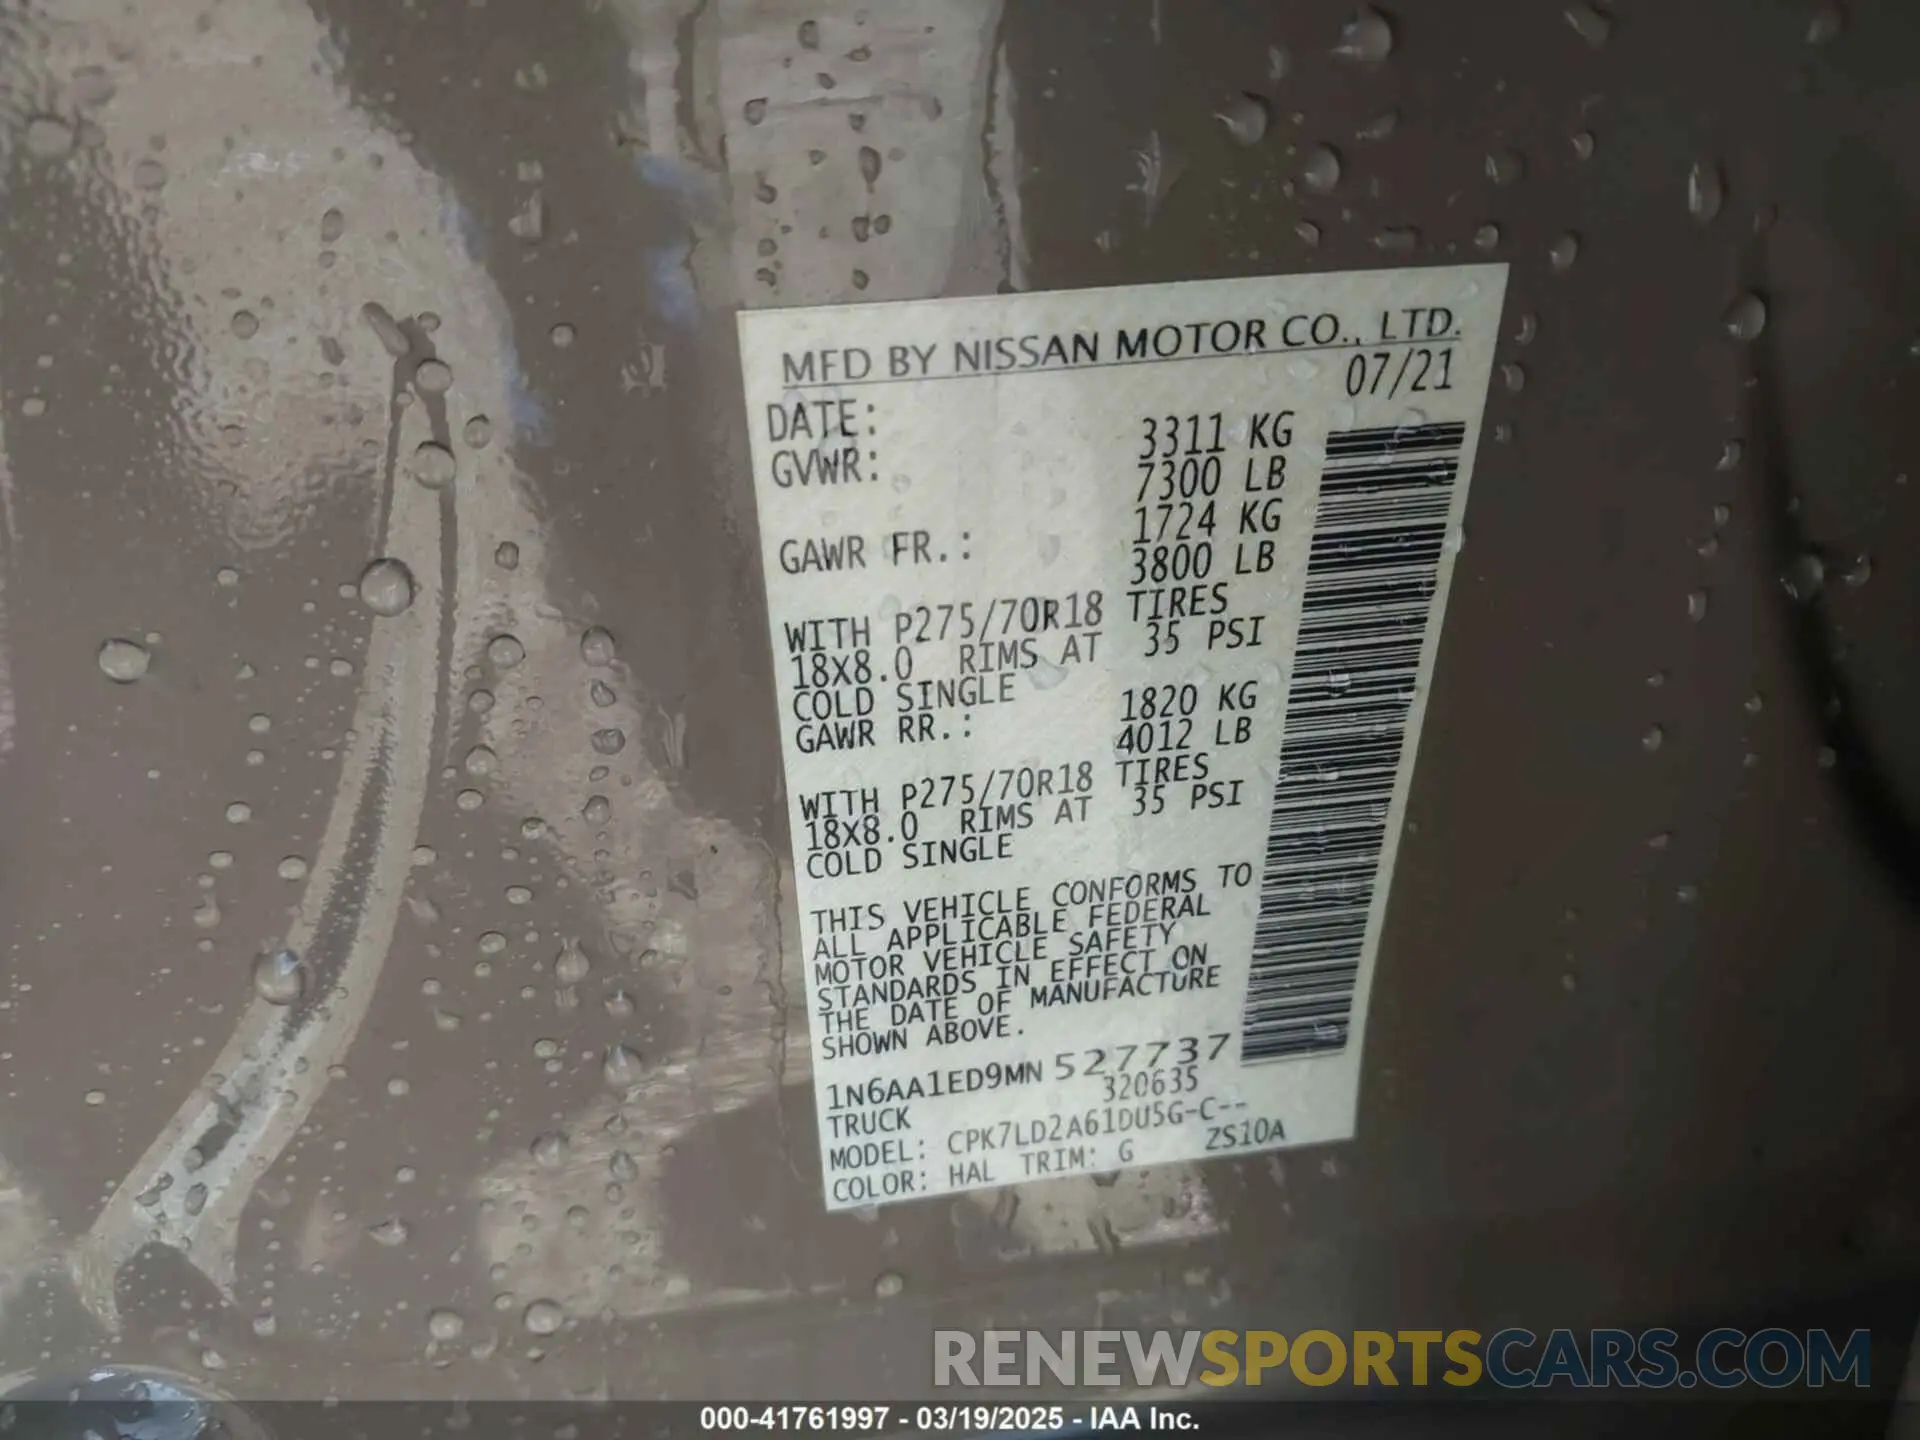 MFD BY NISSAN MOTOR CO., LTD.
DATE: 07/21
GVWR: 3311 KG
7300 LB
GAWR FR.: 1724 KG
3800 LB
WITH P275/70R18 TIRES
18X8.0 RIMS AT 35 PSI
COLD SINGLE
GAWR RR.: 1820 KG
4012 LB
WITH P275/70R18 TIRES
18X8.0 RIMS AT 35 PSI
COLD SINGLE
THIS VEHICLE CONFORMS TO
ALL APPLICABLE FEDERAL
MOTOR VEHICLE SAFETY
STANDARDS IN EFFECT ON
THE DATE OF MANUFACTURE
SHOWN ABOVE.
1N6AA1ED9MN 527737
TRUCK 320635
MODEL: CPK7LD2A61DU5G-C--
COLOR: HAL TRIM: G ZS10A
RENEWSPORTSCARS.COM
000-41761997 - 03/19/2025 - IAA Inc.